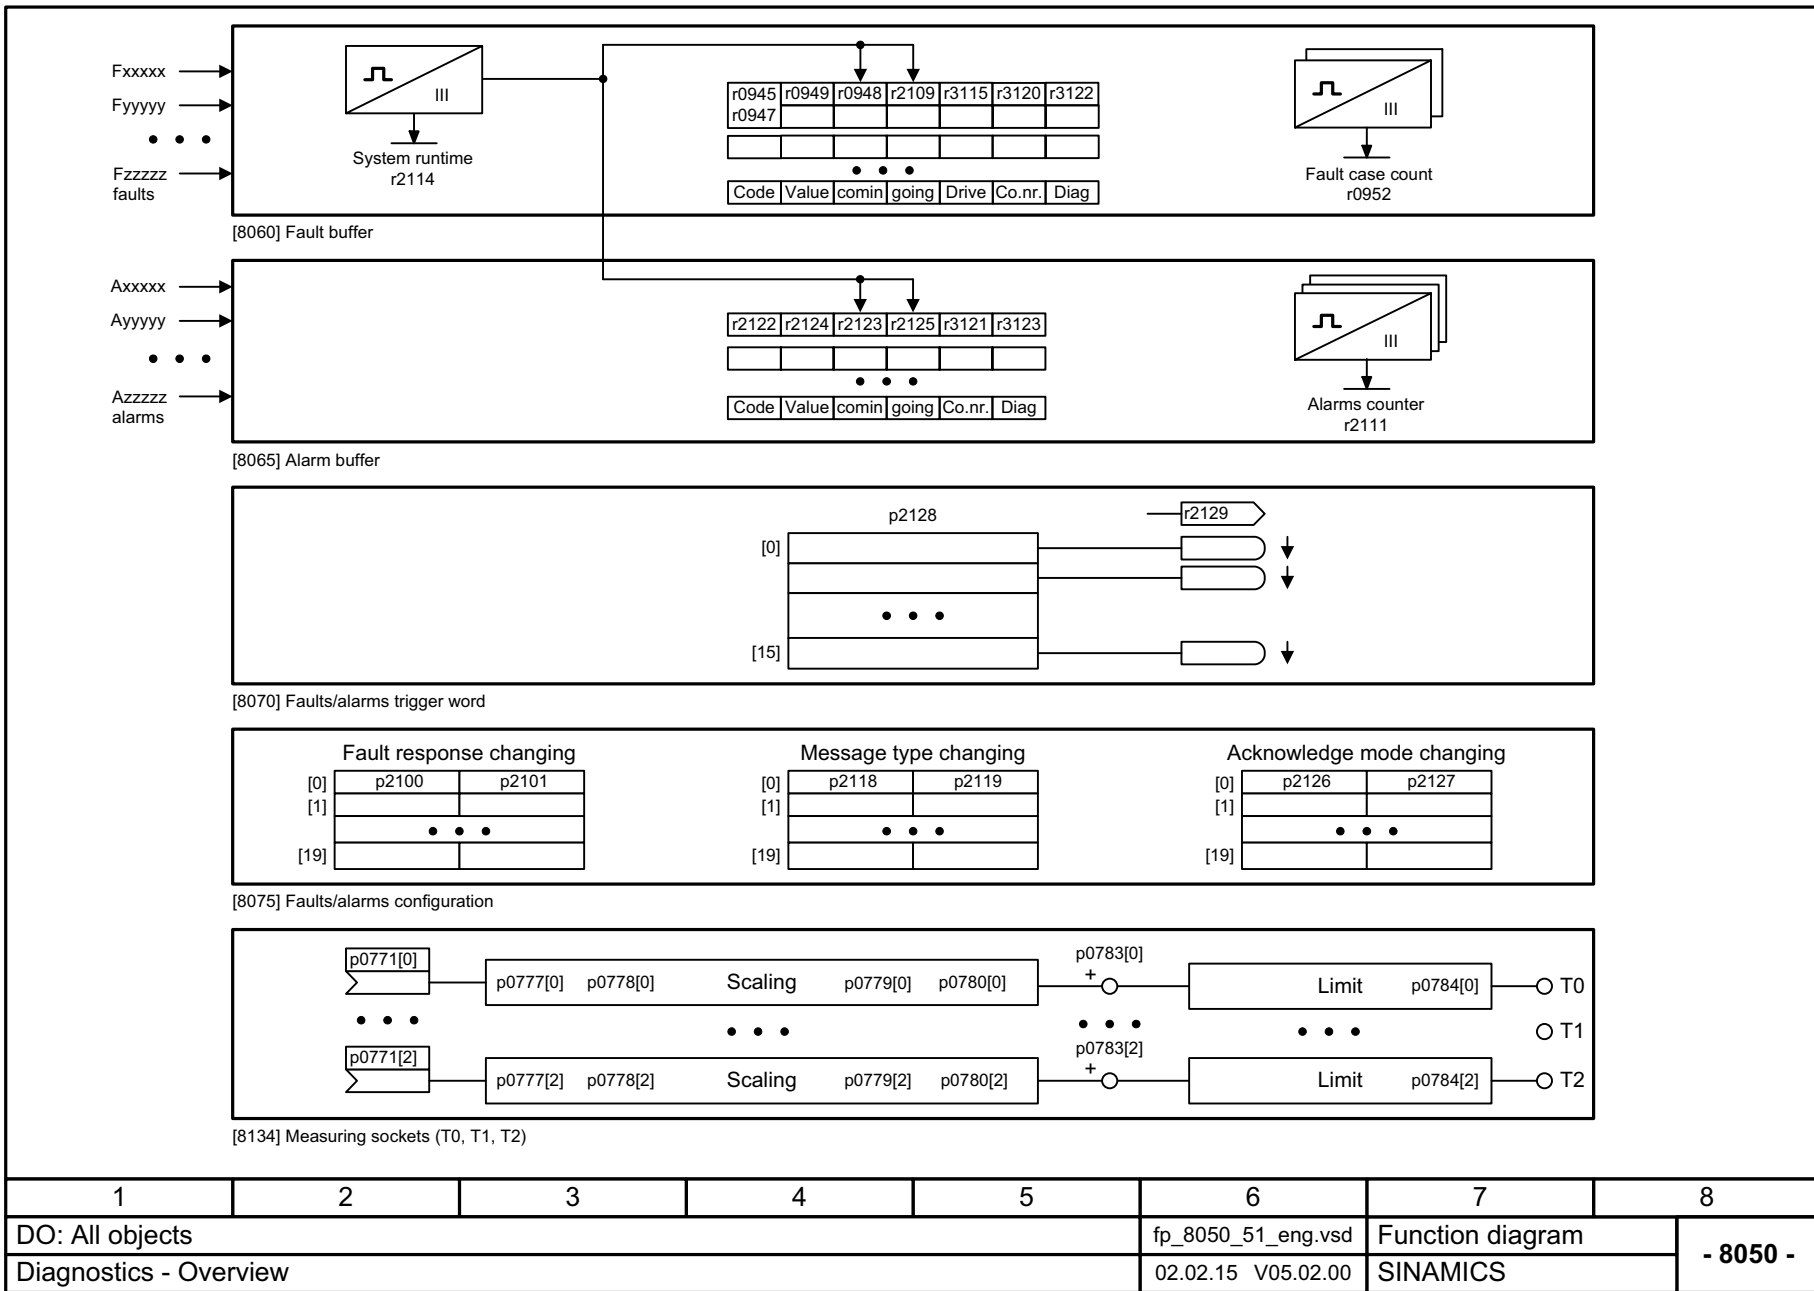 Fxxxxx
Fyyyyy
Fzzzzz
faults
III
System runtime
r2114
r0945 r0949 r0948 r2109 r3115 r3120 r3122
r0947
Code Value comin going Drive Co.nr. Diag
III
Fault case count
r0952
[8060] Fault buffer
Axxxxx
Ayyyyy
Azzzzz
alarms
r2122 r2124 r2123 r2125 r3121 r3123
Code Value comin going Co.nr. Diag
III
Alarms counter
r2111
[8065] Alarm buffer
p2128
r2129
[0]
[15]
[8070] Faults/alarms trigger word
Fault response changing
[0] p2100 p2101
[1]
[19]
Message type changing
[0] p2118 p2119
[1]
[19]
Acknowledge mode changing
[0] p2126 p2127
[1]
[19]
[8075] Faults/alarms configuration
p0771[0]
p0777[0] p0778[0] Scaling p0779[0] p0780[0]
p0783[0]
+
Limit p0784[0]
T0
T1
p0771[2]
p0777[2] p0778[2] Scaling p0779[2] p0780[2]
p0783[2]
+
Limit p0784[2]
T2
[8134] Measuring sockets (T0, T1, T2)
1 2 3 4 5 6 7 8
DO: All objects
fp_8050_51_eng.vsd
Function diagram
- 8050 -
Diagnostics - Overview
02.02.15 V05.02.00
SINAMICS